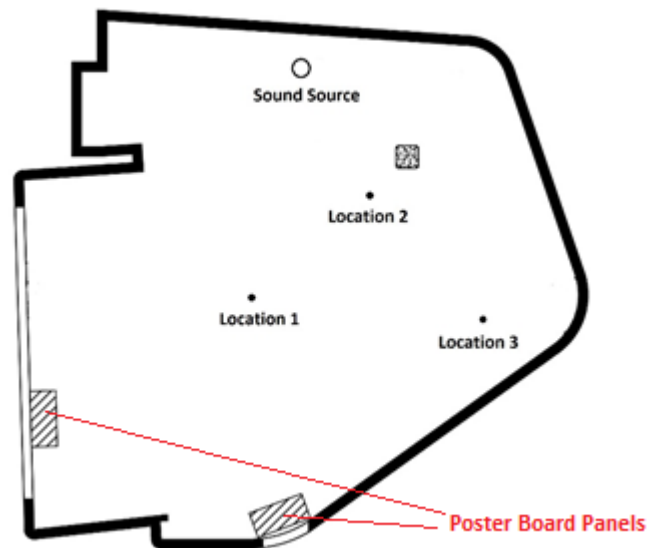 Sound Source
Location 2
Location 1
Location 3
Poster Board Panels